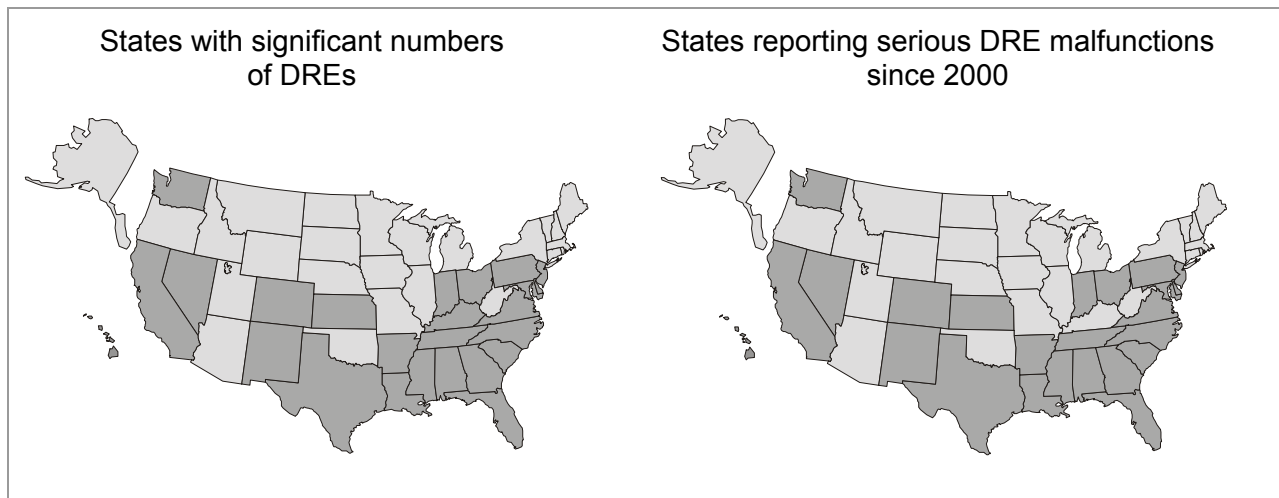 States with significant numbers
of DREs
States reporting serious DRE malfunctions
since 2000